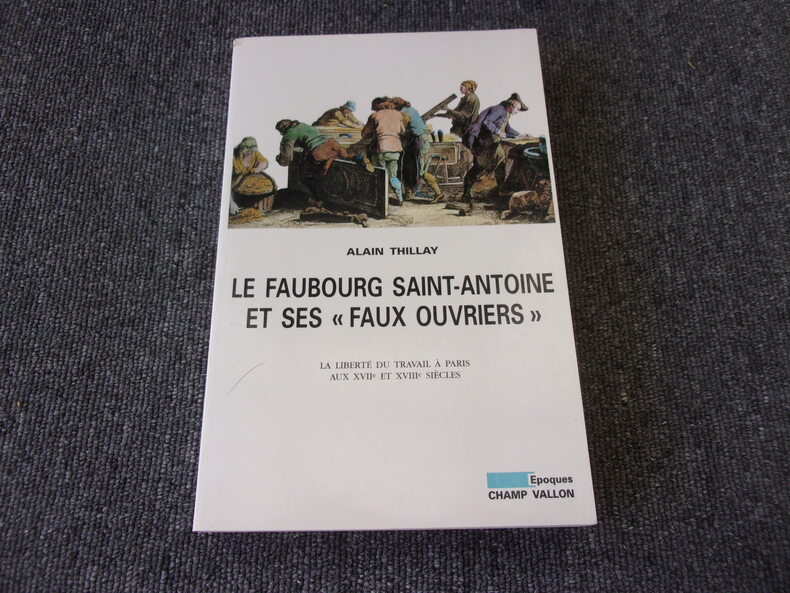 ALAIN THILLAY
LE FAUBOURG SAINT-ANTOINE
ET SES « FAUX OUVRIERS »
LA LIBERTÉ DU TRAVAIL À PARIS
AUX XVIIe ET XVIIIe SIÈCLES
Epoques
CHAMP VALLON